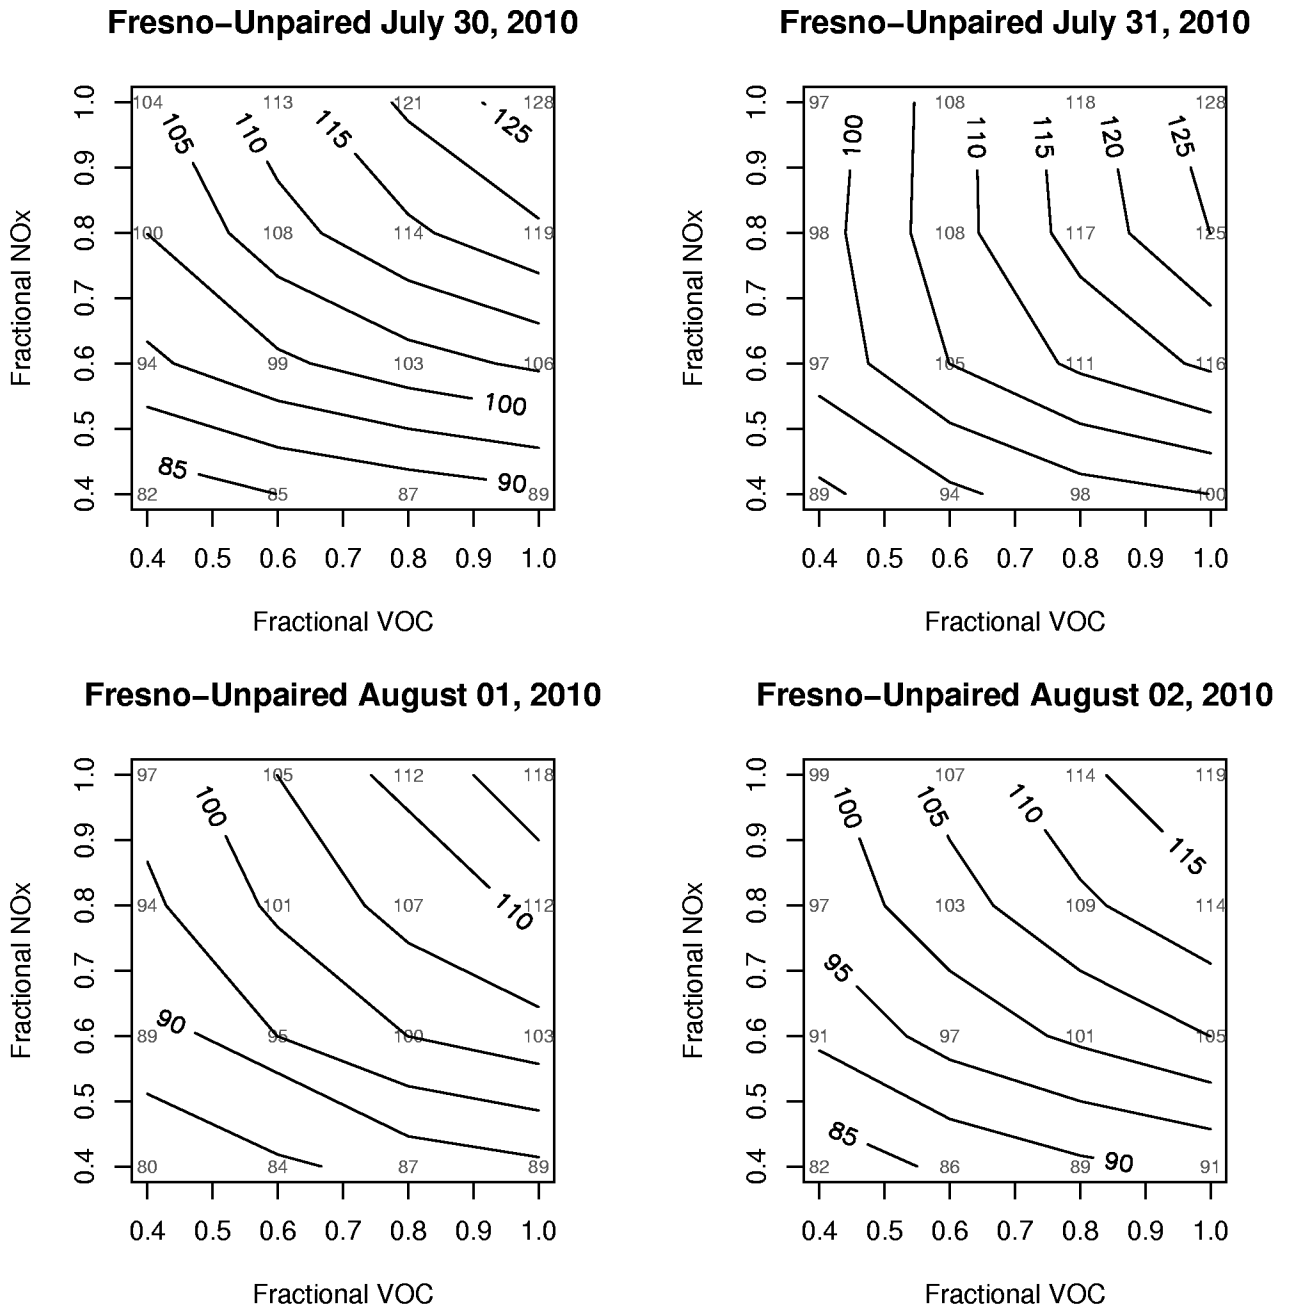 Fresno−Unpaired July 30, 2010
Fractional NOx
1.0
0.9
0.8
0.7
0.6
0.5
0.4
104 113 121 128
105 110 115 125
100 108 114 119
94 99 103 106
100
85 90
82 85 87 89
0.4 0.5 0.6 0.7 0.8 0.9 1.0
Fractional VOC
Fresno−Unpaired July 31, 2010
Fractional NOx
1.0
0.9
0.8
0.7
0.6
0.5
0.4
97 108 118 128
100 110 115 120 125
98 108 117 125
97 105 111 116
89 94 98 100
0.4 0.5 0.6 0.7 0.8 0.9 1.0
Fractional VOC
Fresno−Unpaired August 01, 2010
Fractional NOx
1.0
0.9
0.8
0.7
0.6
0.5
0.4
97 105 112 118
100
94 101 107 112
110
90
89 95 100 103
80 84 87 89
0.4 0.5 0.6 0.7 0.8 0.9 1.0
Fractional VOC
Fresno−Unpaired August 02, 2010
Fractional NOx
1.0
0.9
0.8
0.7
0.6
0.5
0.4
99 107 114 119
100 105 110
115
97 103 109 114
95
91 97 101 105
85 90
82 86 89 91
0.4 0.5 0.6 0.7 0.8 0.9 1.0
Fractional VOC